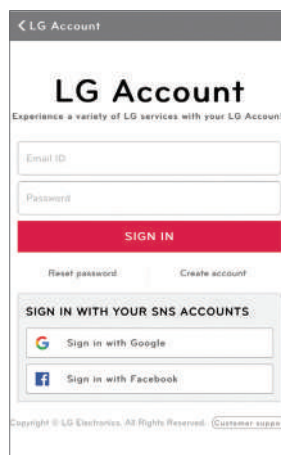 LG Account
LG Account
Experience a variety of LG services with your LG Account
Email ID
Password
SIGN IN
Reset password
Create account
SIGN IN WITH YOUR SNS ACCOUNTS
G Sign in with Google
f Sign in with Facebook
Copyright © LG Electronics. All Rights Reserved. Customer suppo